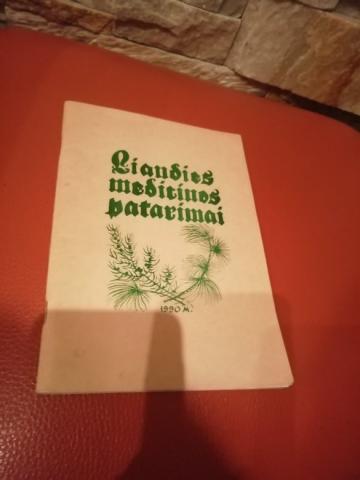 Liaudies
medicinos
patarimai
1990 m.